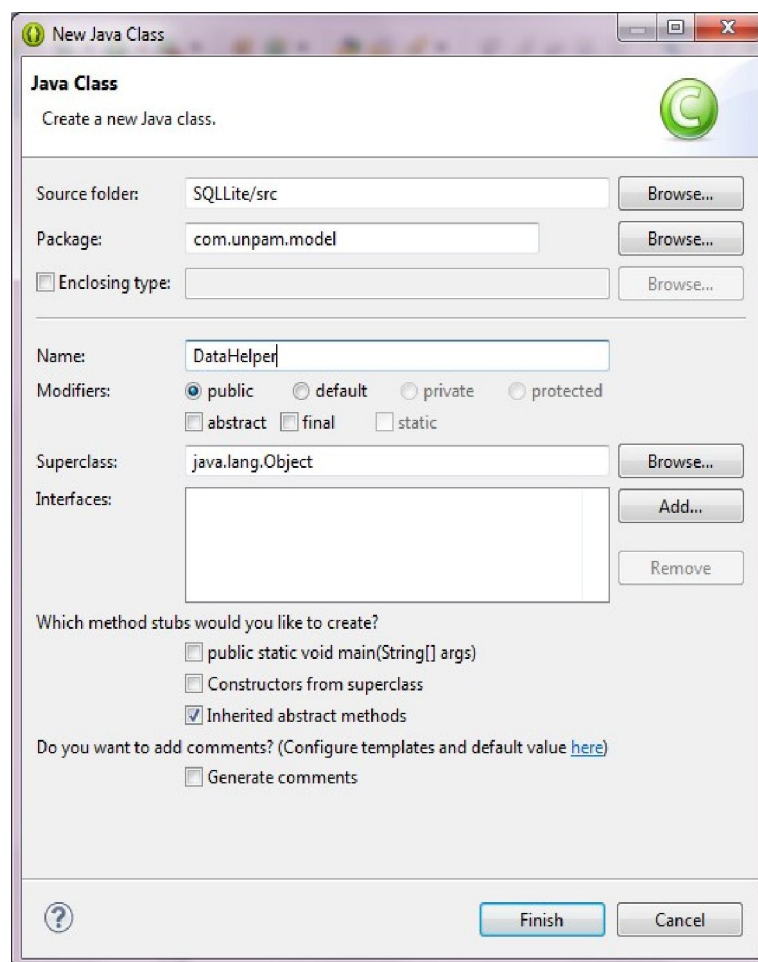 New Java Class
Java Class
Create a new Java class.
Source folder: SQLLite/src Browse...
Package: com.unpam.model Browse...
Enclosing type: Browse...
Name: DataHelper
Modifiers: public default private protected
abstract final static
Superclass: java.lang.Object Browse...
Interfaces: Add...
Remove
Which method stubs would you like to create?
public static void main(String[] args)
Constructors from superclass
Inherited abstract methods
Do you want to add comments? (Configure templates and default value here)
Generate comments
Finish Cancel